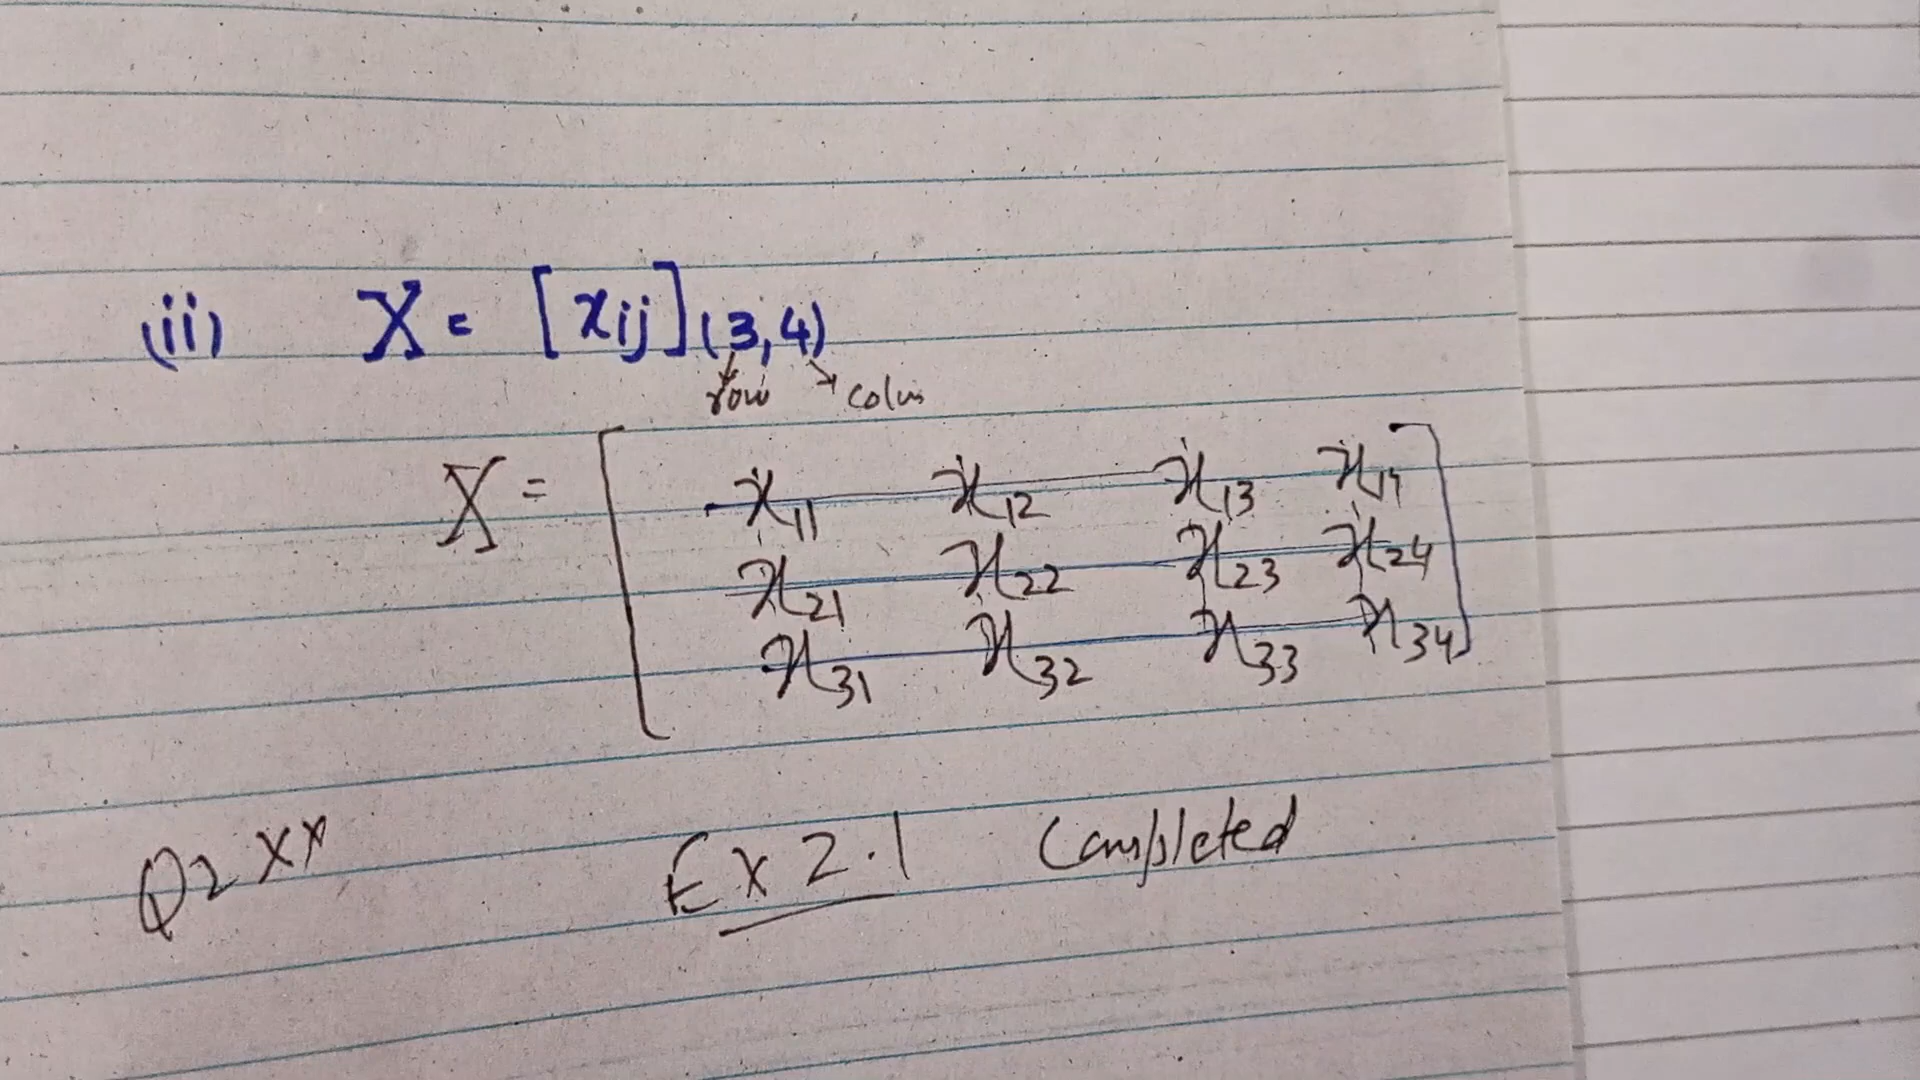 (ii) X = [xij](3,4)
row colm
X = [ x11 x12 x13 x14
x21 x22 x23 x24
x31 x32 x33 x34 ]
Q2 XX Ex 2.1 Completed